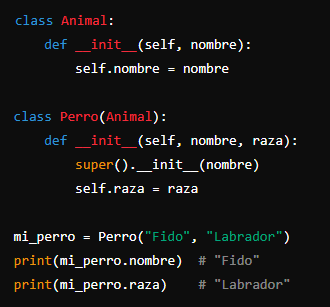 class Animal:
    def __init__(self, nombre):
        self.nombre = nombre

class Perro(Animal):
    def __init__(self, nombre, raza):
        super().__init__(nombre)
        self.raza = raza

mi_perro = Perro("Fido", "Labrador")
print(mi_perro.nombre)  # "Fido"
print(mi_perro.raza)    # "Labrador"